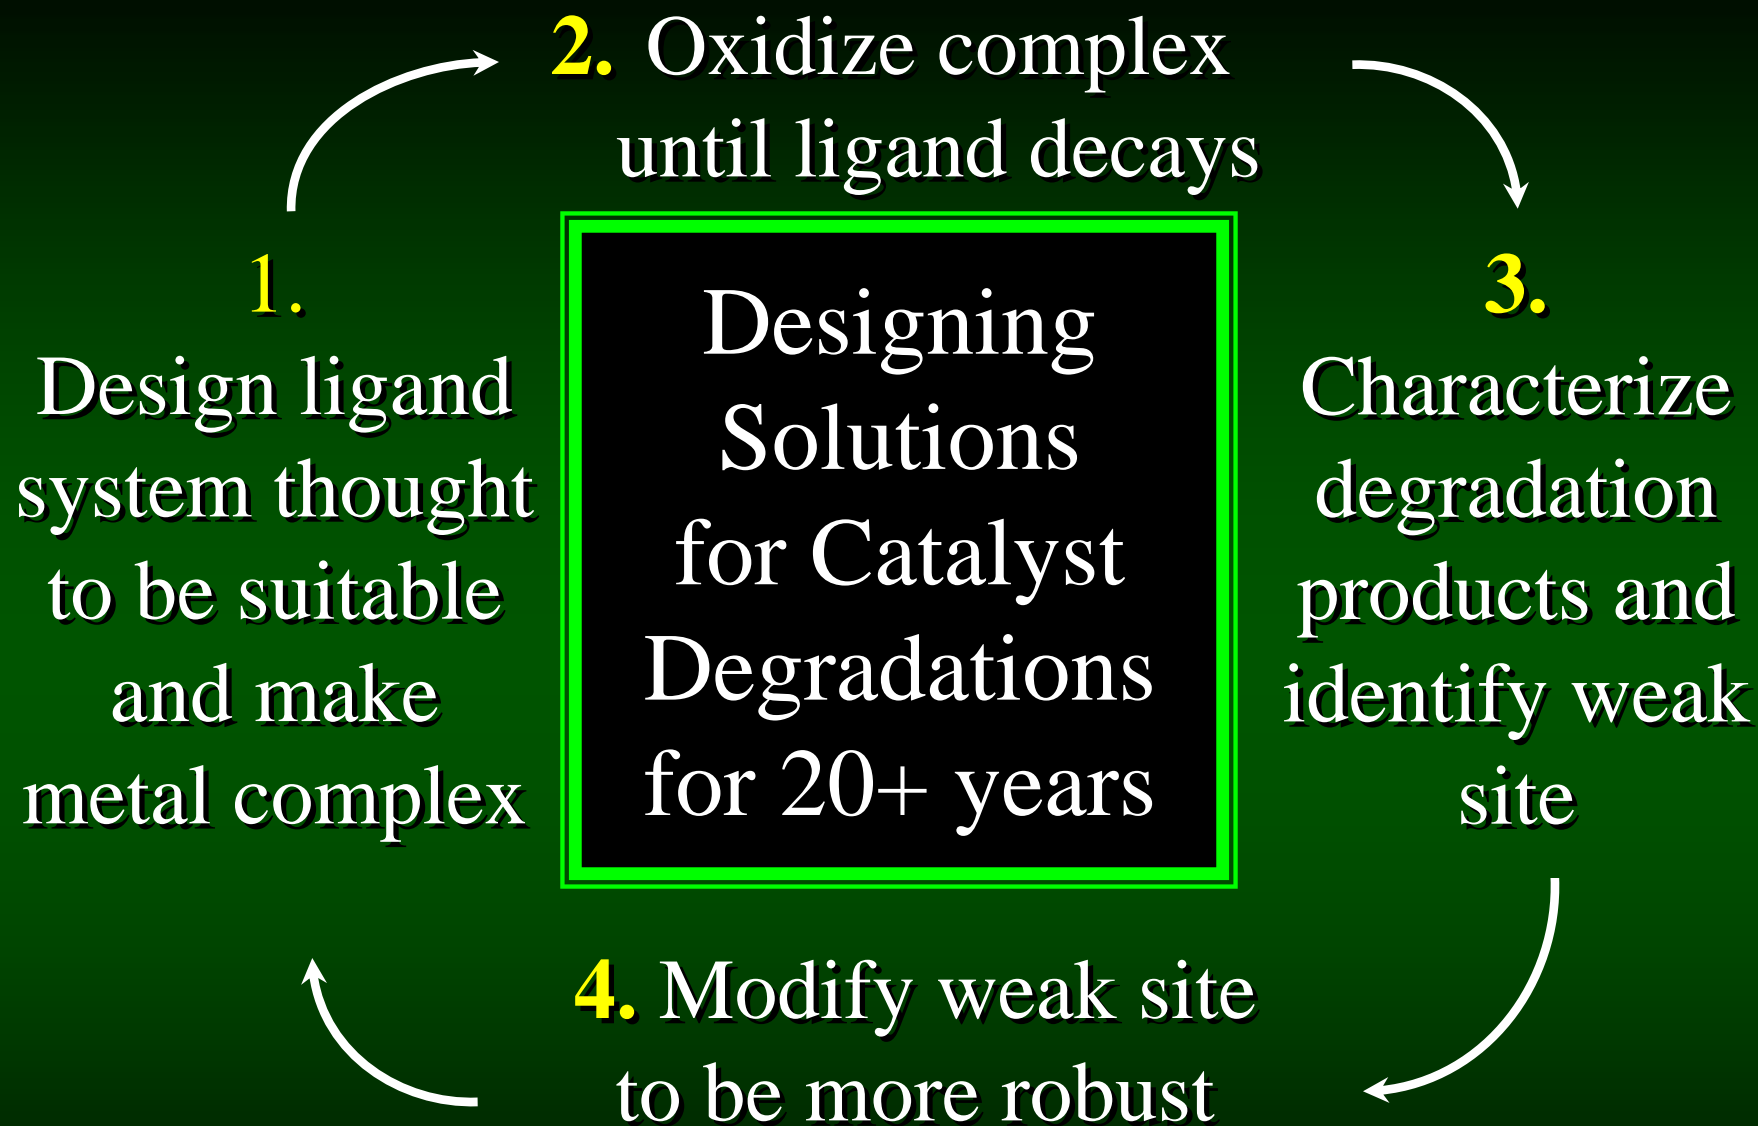 2. Oxidize complex
until ligand decays
1.
Design ligand
system thought
to be suitable
and make
metal complex
Designing
Solutions
for Catalyst
Degradations
for 20+ years
3.
Characterize
degradation
products and
identify weak
site
4. Modify weak site
to be more robust